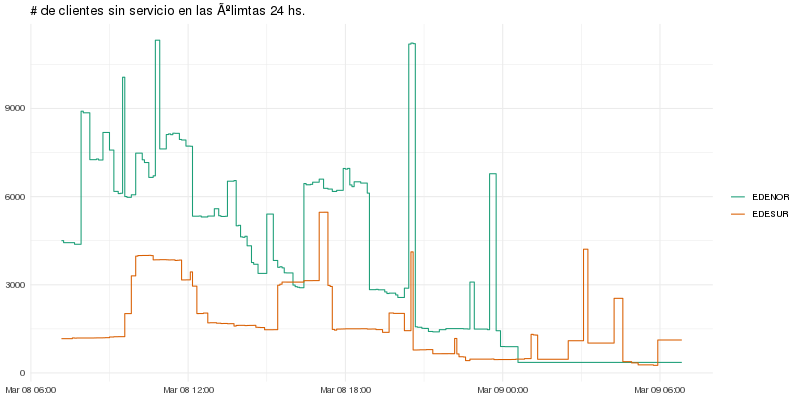 # de clientes sin servicio en las Ãºlimtas 24 hs.
9000
6000
3000
0
Mar 08 06:00
Mar 08 12:00
Mar 08 18:00
Mar 09 00:00
Mar 09 06:00
EDENOR
EDESUR